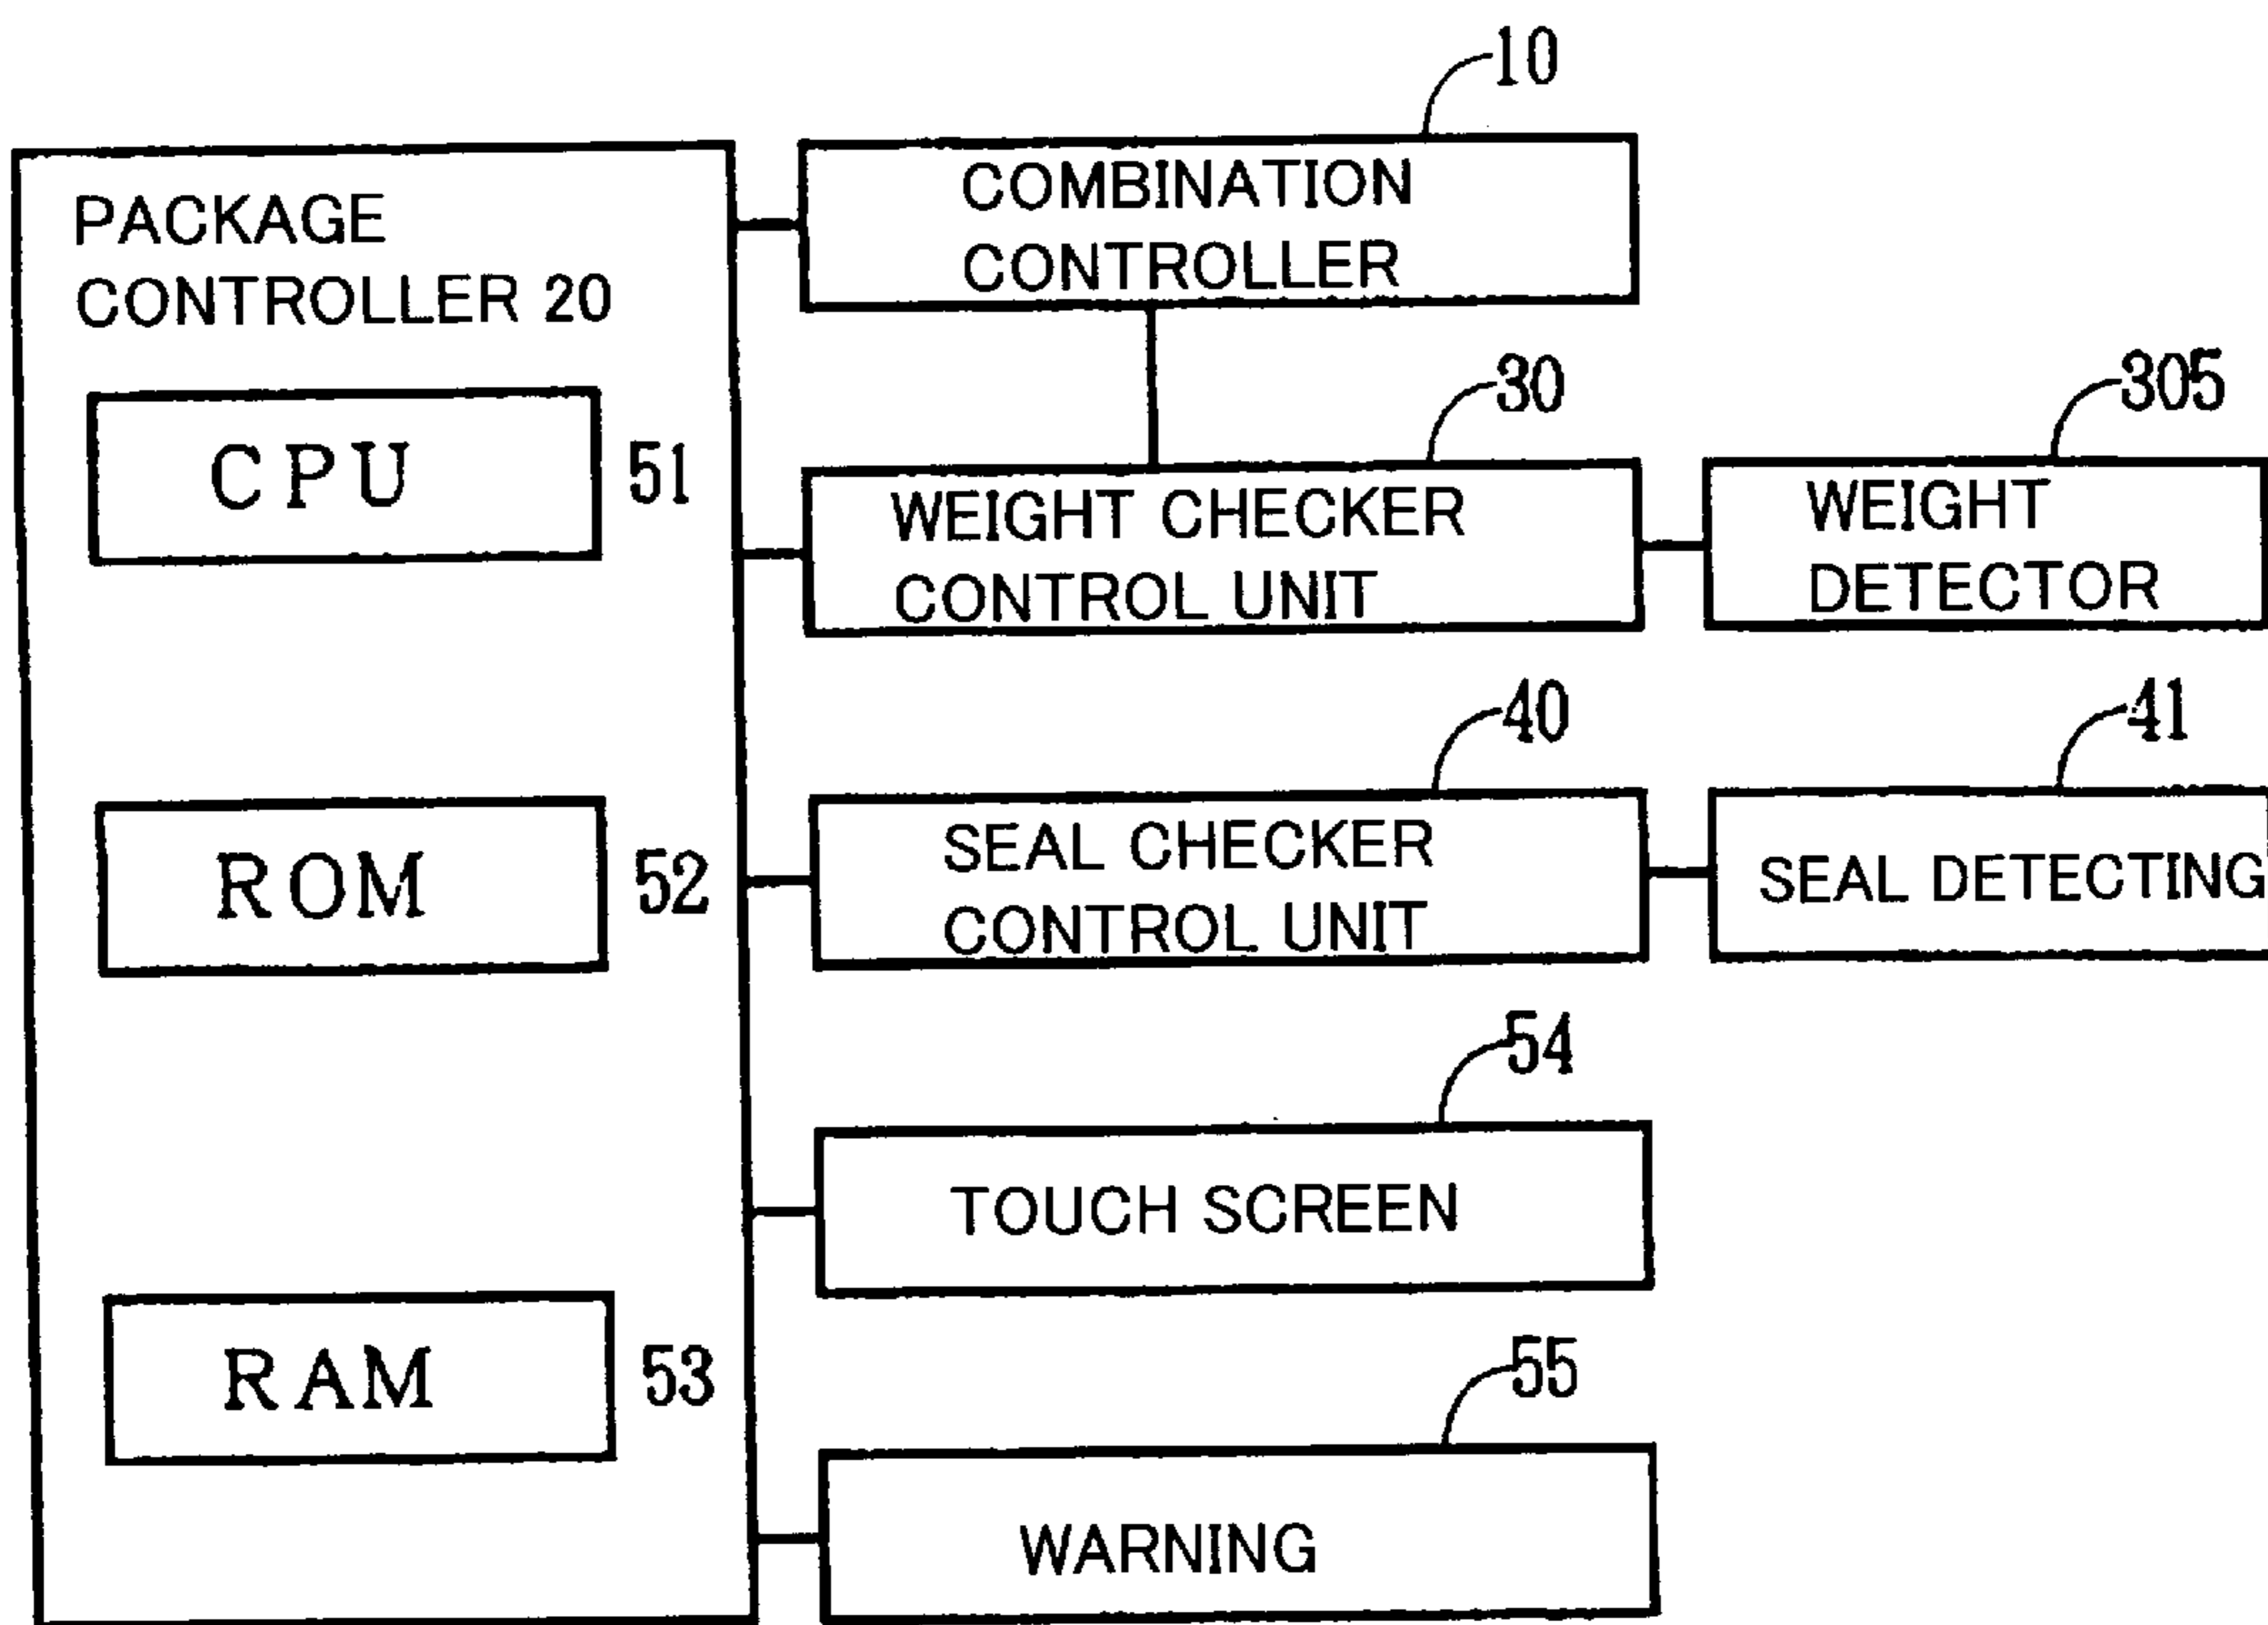 10
COMBINATION
CONTROLLER
PACKAGE
CONTROLLER 20
CPU
51
30
WEIGHT CHECKER
CONTROL UNIT
305
WEIGHT
DETECTOR
40
SEAL CHECKER
CONTROL UNIT
41
SEAL DETECTING
ROM
52
54
TOUCH SCREEN
RAM
53
55
WARNING